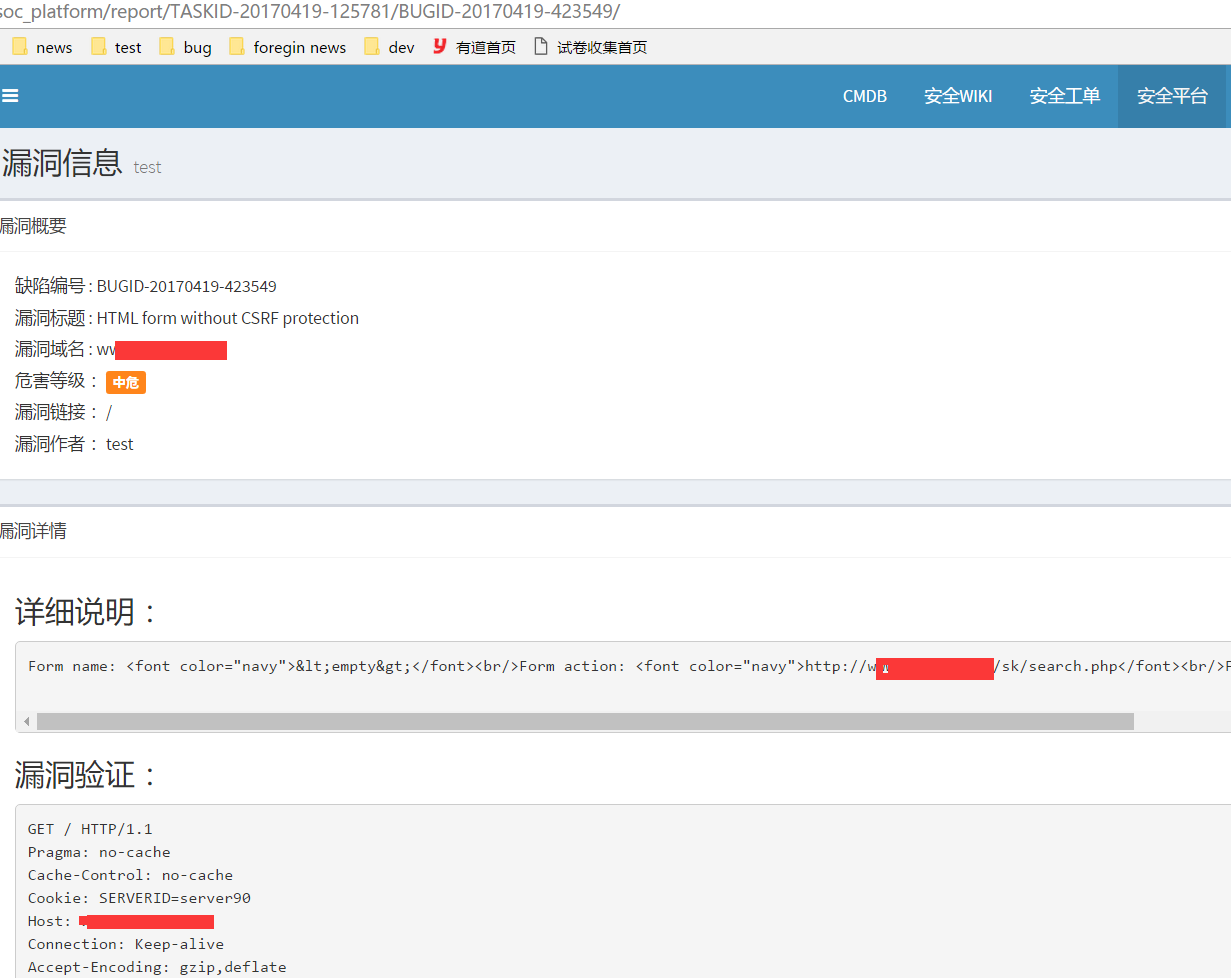 soc_platform/report/TASKID-20170419-125781/BUGID-20170419-423549/
news test bug foregin news dev 有道首页 试卷收集首页
CMDB 安全WIKI 安全工单 安全平台
漏洞信息 test
漏洞概要
缺陷编号 : BUGID-20170419-423549
漏洞标题 : HTML form without CSRF protection
漏洞域名 : ww
危害等级 : 中危
漏洞链接 : /
漏洞作者 : test
漏洞详情
详细说明 :
Form name: <font color="navy">&lt;empty&gt;</font><br/>Form action: <font color="navy">http://w /sk/search.php</font><br/>F
漏洞验证 :
GET / HTTP/1.1
Pragma: no-cache
Cache-Control: no-cache
Cookie: SERVERID=server90
Host:
Connection: Keep-alive
Accept-Encoding: gzip,deflate